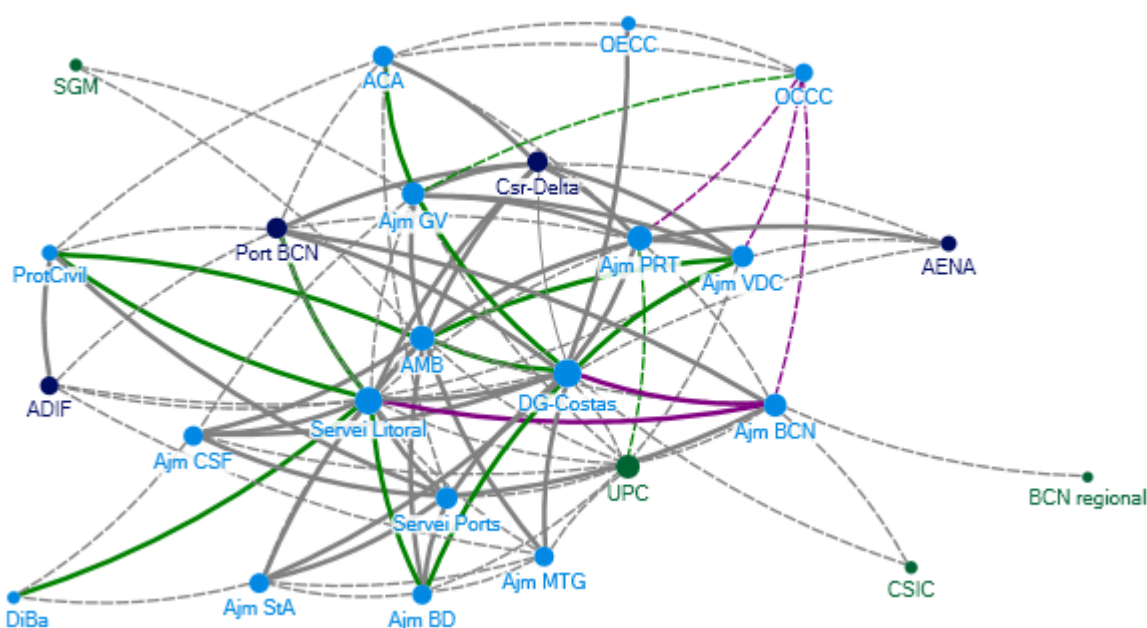 OECC
SGM
ACA
OCCC
Csr-Delta
Ajm GV
Port BCN
ProtCivil
Ajm PRT
Ajm VDC
AENA
AMB
ADIF
DG-Costas
Servei Litoral
Ajm BCN
Ajm CSF
UPC
BCN regional
Servei Ports
Ajm MTG
CSIC
Ajm StA
DiBa
Ajm BD